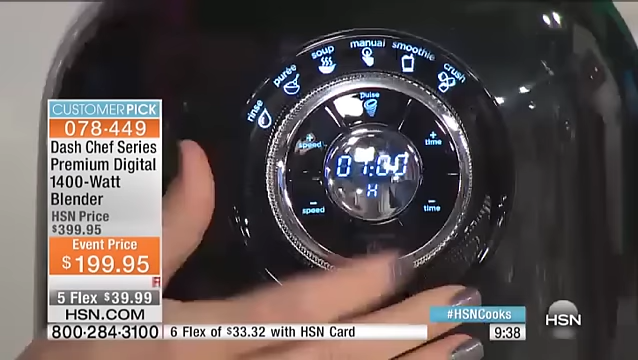 CUSTOMER PICK
078-449
Dash Chef Series
Premium Digital
1400-Watt
Blender
HSN Price
$399.95
Event Price
$199.95
5 Flex $39.99
HSN.COM
800-284-3100
6 Flex of $33.32 with HSN Card
#HSNCooks
9:38
HSN
rinse
purée
soup
manual
smoothie
crush
pulse
+ speed
+ time
01:00
H
− speed
− time